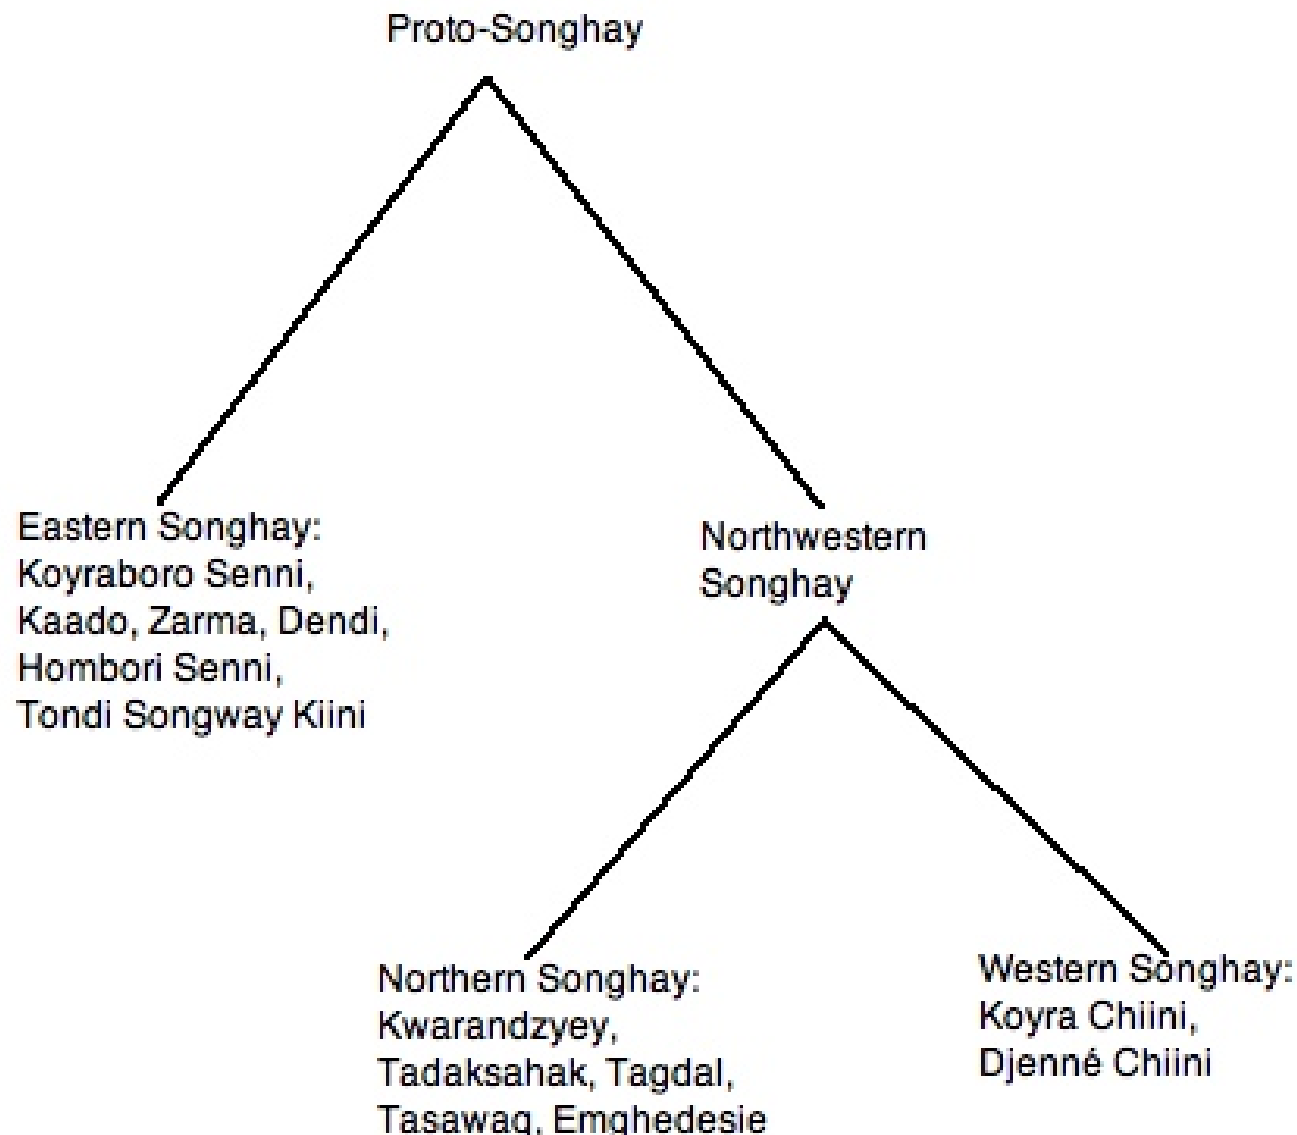 Proto-Songhay
Eastern Songhay:
Koyraboro Senni,
Kaado, Zarma, Dendi,
Hombori Senni,
Tondi Songway Kiini
Northwestern
Songhay
Northern Songhay:
Kwarandzyey,
Tadaksahak, Tagdal,
Tasawaq, Emghedesie
Western Songhay:
Koyra Chiini,
Djenné Chiini